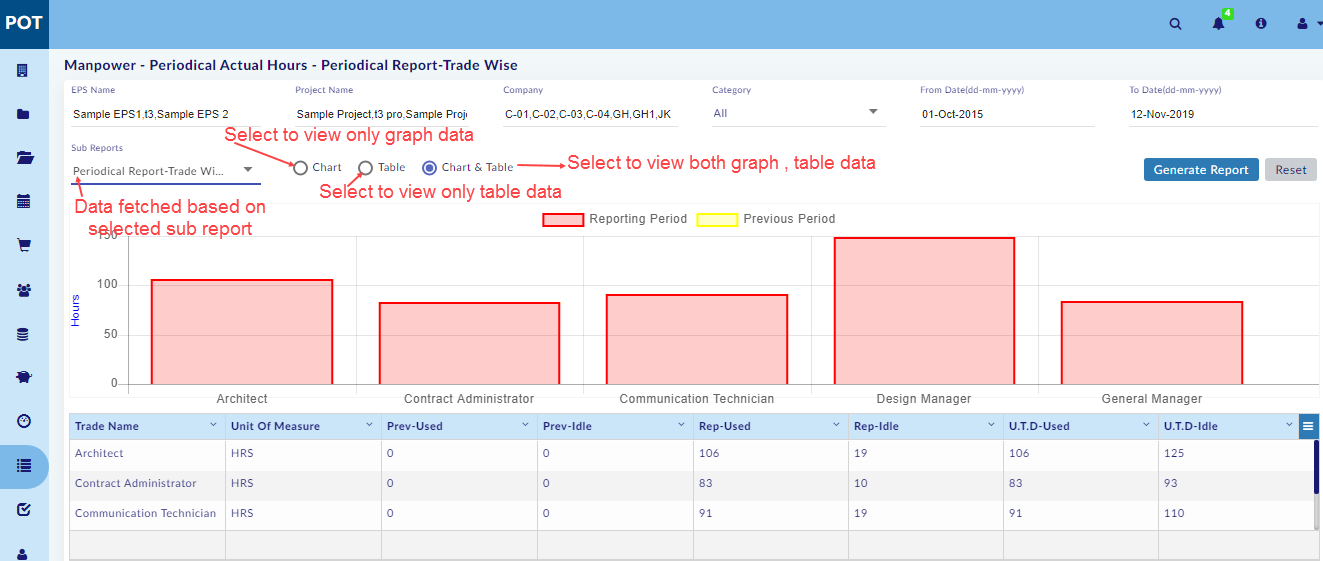 POT
4
Manpower - Periodical Actual Hours - Periodical Report-Trade Wise
EPS Name Project Name Company Category From Date(dd-mm-yyyy) To Date(dd-mm-yyyy)
Sample EPS1,t3,Sample EPS 2 Sample Project,t3 pro,Sample Proj C-01,C-02,C-03,C-04,GH,GH1,JK All 01-Oct-2015 12-Nov-2019
Select to view only graph data
Sub Reports
Periodical Report-Trade Wi... Chart Table Chart & Table Select to view both graph , table data Generate Report Reset
Select to view only table data
Data fetched based on
selected sub report
Reporting Period Previous Period
150
100
50
0
Hours
Architect Contract Administrator Communication Technician Design Manager General Manager
Trade Name Unit Of Measure Prev-Used Prev-Idle Rep-Used Rep-Idle U.T.D-Used U.T.D-Idle
Architect HRS 0 0 106 19 106 125
Contract Administrator HRS 0 0 83 10 83 93
Communication Technician HRS 0 0 91 19 91 110